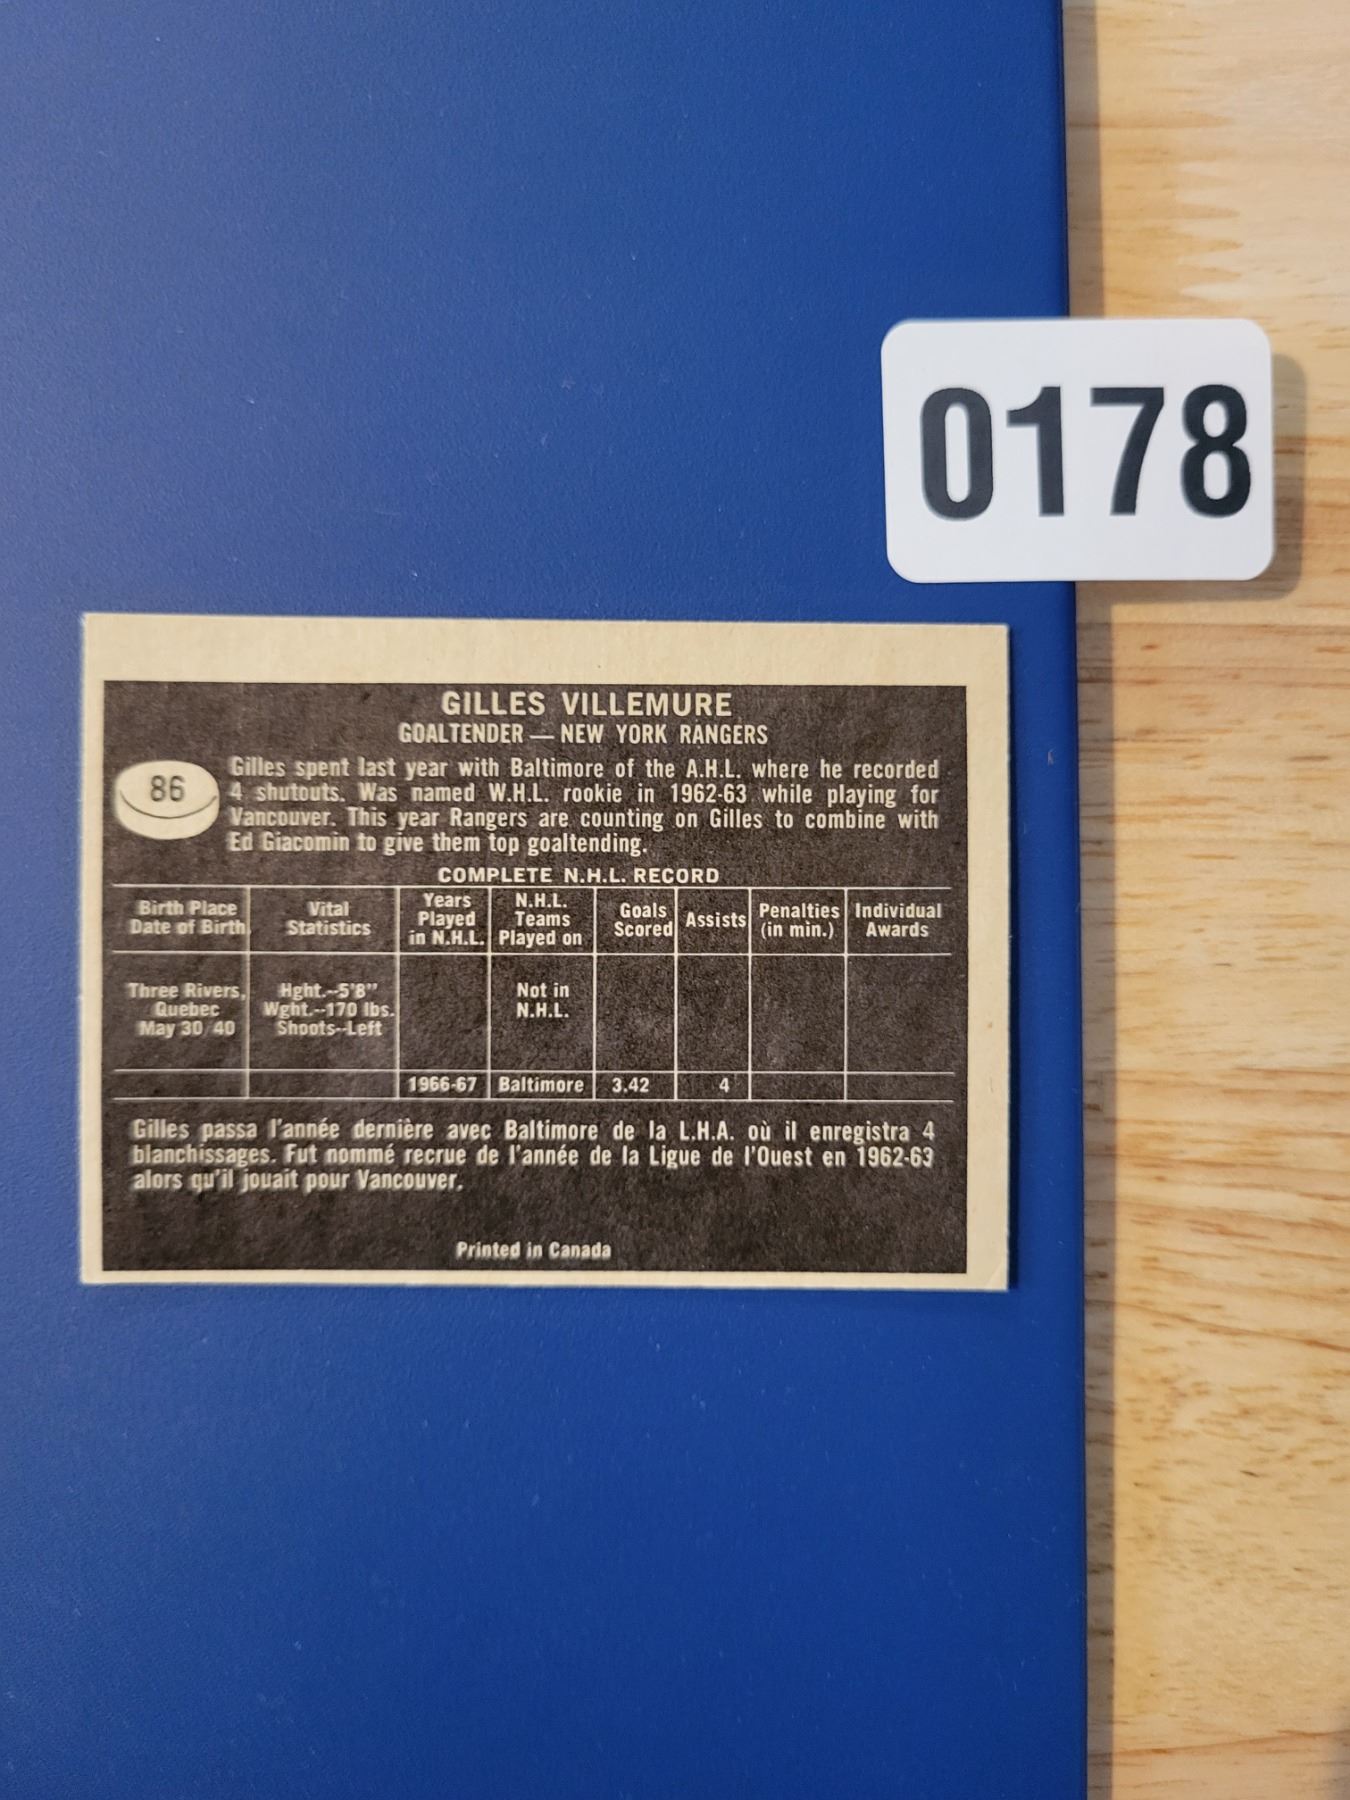 0178
GILLES VILLEMURE
GOALTENDER — NEW YORK RANGERS
86
Gilles spent last year with Baltimore of the A.H.L. where he recorded
4 shutouts. Was named W.H.L. rookie in 1962-63 while playing for
Vancouver. This year Rangers are counting on Gilles to combine with
Ed Giacomin to give them top goaltending.
COMPLETE N.H.L. RECORD
Birth Place
Date of Birth
Vital
Statistics
Years
Played
in N.H.L.
N.H.L.
Teams
Played on
Goals
Scored
Assists
Penalties
(in min.)
Individual
Awards
Three Rivers,
Quebec
May 30/40
Hght.--5'8"
Wght.--170 lbs.
Shoots--Left
Not in
N.H.L.
1966-67 Baltimore 3.42 4
Gilles passa l'année dernière avec Baltimore de la L.H.A. où il enregistra 4
blanchissages. Fut nommé recrue de l'année de la Ligue de l'Ouest en 1962-63
alors qu'il jouait pour Vancouver.
Printed in Canada